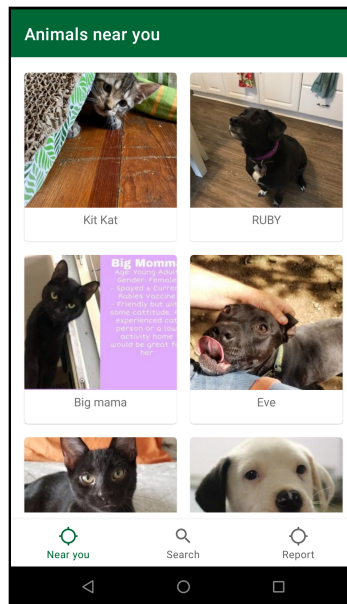 Animals near you
Kit Kat
RUBY
Big Momma
Age: Young Adult
Gender: Female
- Spayed & Current
Rabies Vaccine
- Friendly but with
some cattitude. 
experienced cat
person or a low
activity home
would be great f
her
Big mama
Eve
Near you
Search
Report